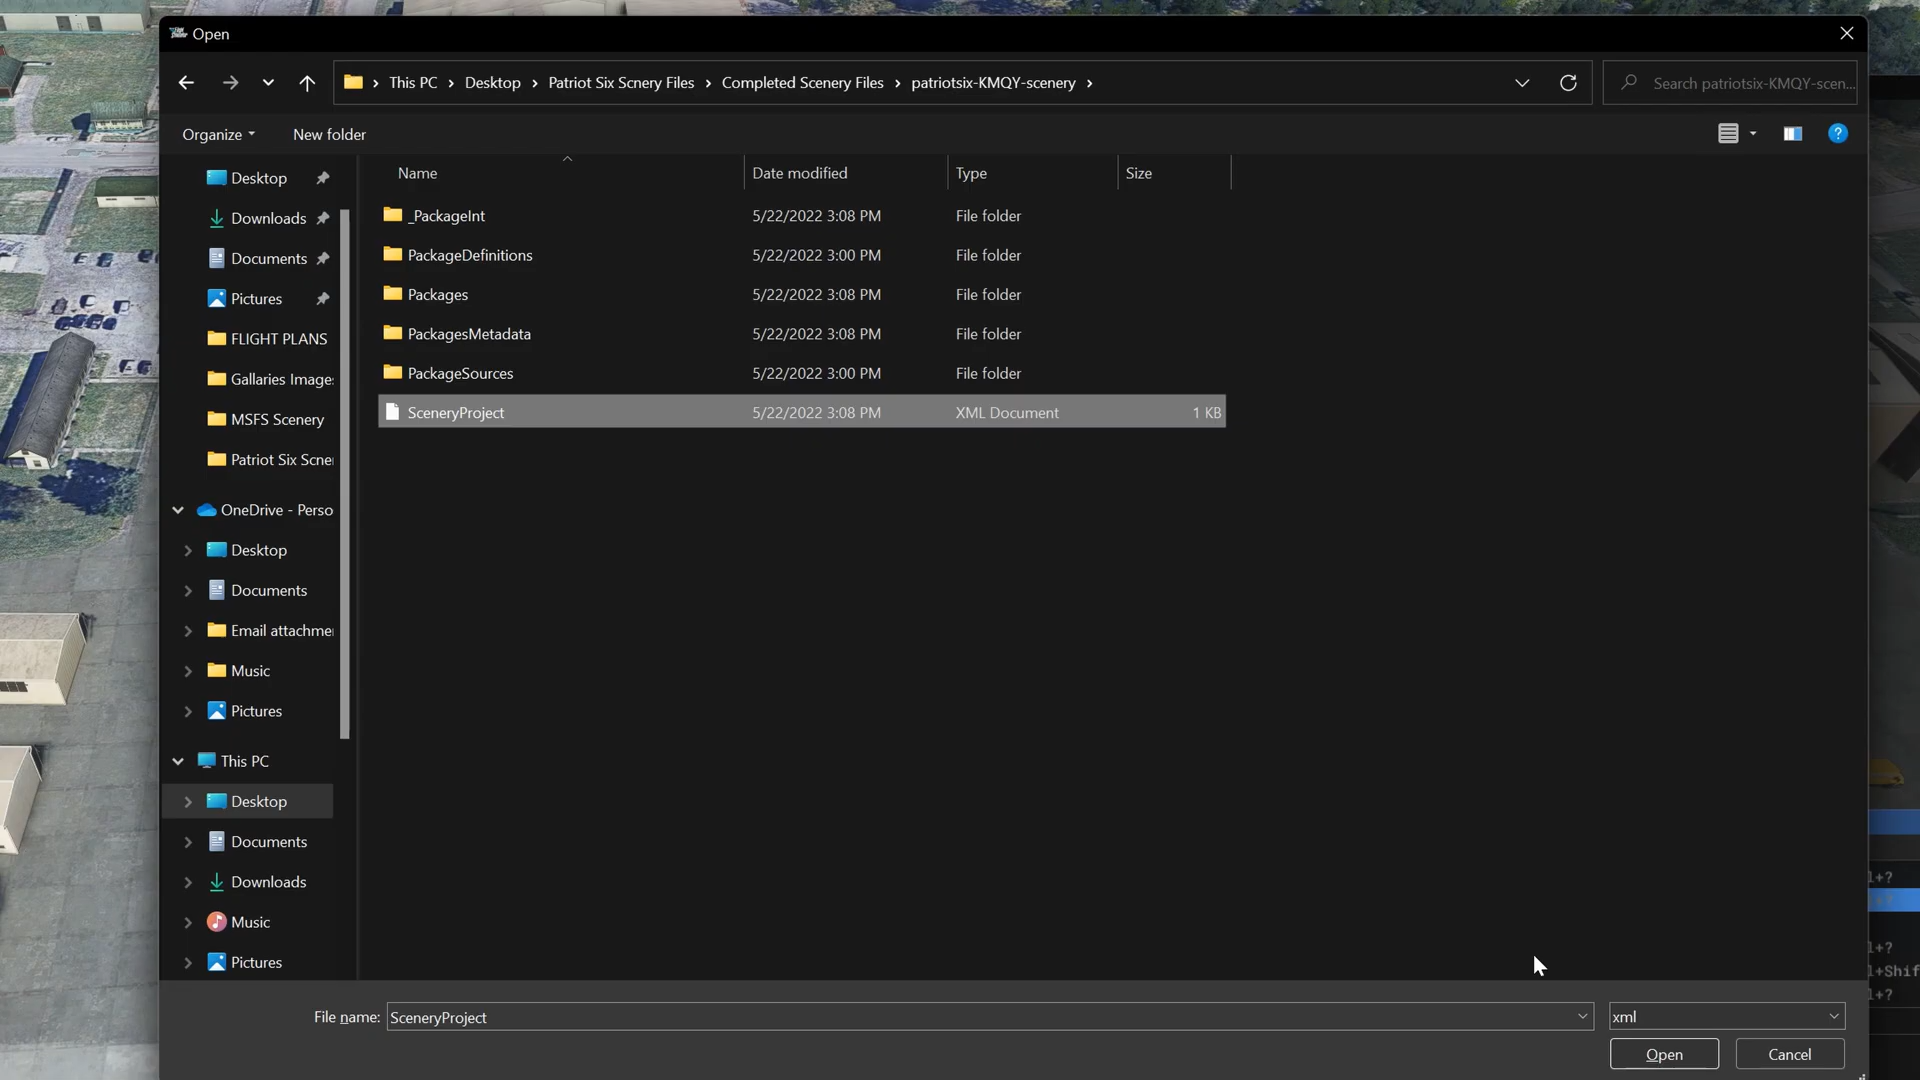 Open
This PC > Desktop > Patriot Six Scnery Files > Completed Scenery Files > patriotsix-KMQY-scenery >
Search patriotsix-KMQY-scen...
Organize
New folder
Name
Date modified
Type
Size
_PackageInt 5/22/2022 3:08 PM File folder
PackageDefinitions 5/22/2022 3:00 PM File folder
Packages 5/22/2022 3:08 PM File folder
PackagesMetadata 5/22/2022 3:08 PM File folder
PackageSources 5/22/2022 3:00 PM File folder
SceneryProject 5/22/2022 3:08 PM XML Document 1 KB
Desktop
Downloads
Documents
Pictures
FLIGHT PLANS
Gallaries Image
MSFS Scenery
Patriot Six Scne
OneDrive - Perso
Desktop
Documents
Email attachme
Music
Pictures
This PC
Desktop
Documents
Downloads
Music
Pictures
l+?
l+?
l+Shif
l+?
File name: SceneryProject
xml
Open
Cancel